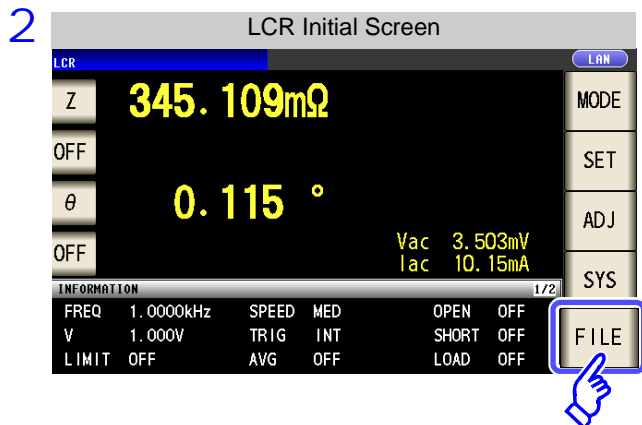 2
LCR Initial Screen
LCR
LAN
Z
345.109mΩ
OFF
θ
0.115 °
OFF
Vac 3.503mV
Iac 10.15mA
MODE
SET
ADJ
SYS
FILE
INFORMATION 1/2
FREQ 1.0000kHz SPEED MED OPEN OFF
V 1.000V TRIG INT SHORT OFF
LIMIT OFF AVG OFF LOAD OFF